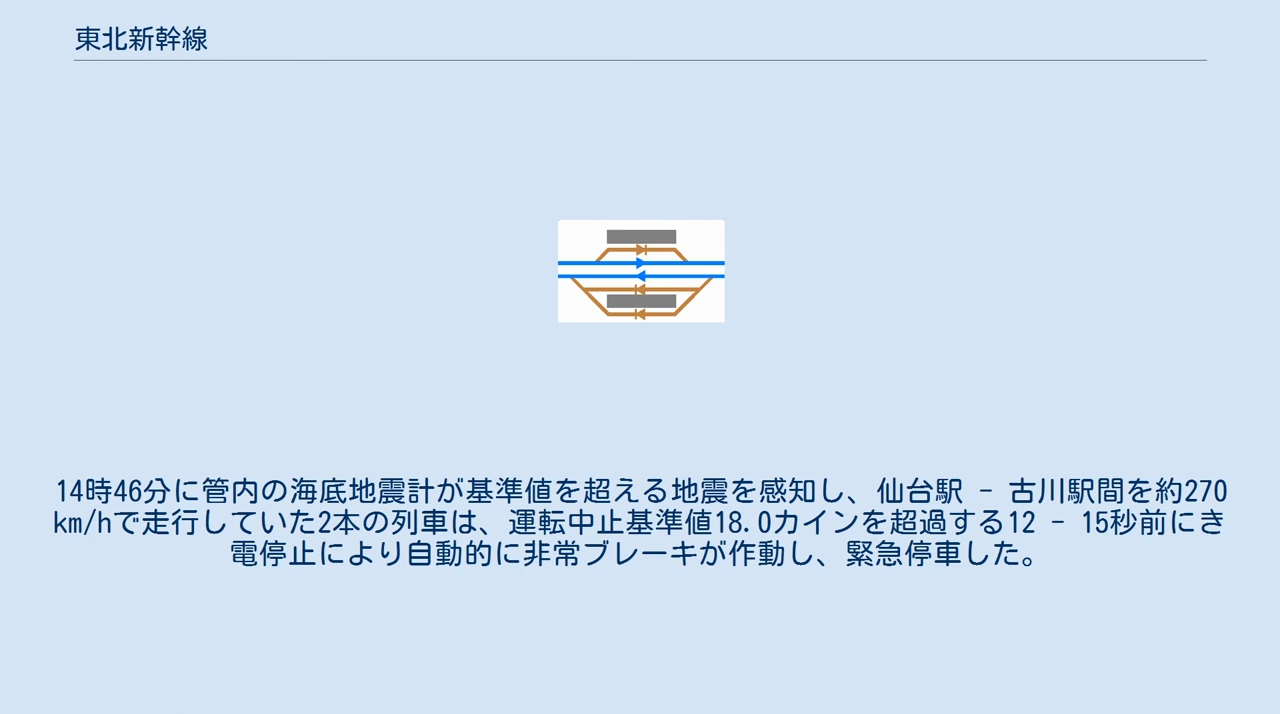 東北新幹線
14時46分に管内の海底地震計が基準値を超える地震を感知し、仙台駅 - 古川駅間を約270
km/hで走行していた2本の列車は、運転中止基準値18.0カインを超過する12 - 15秒前にき
電停止により自動的に非常ブレーキが作動し、緊急停車した。